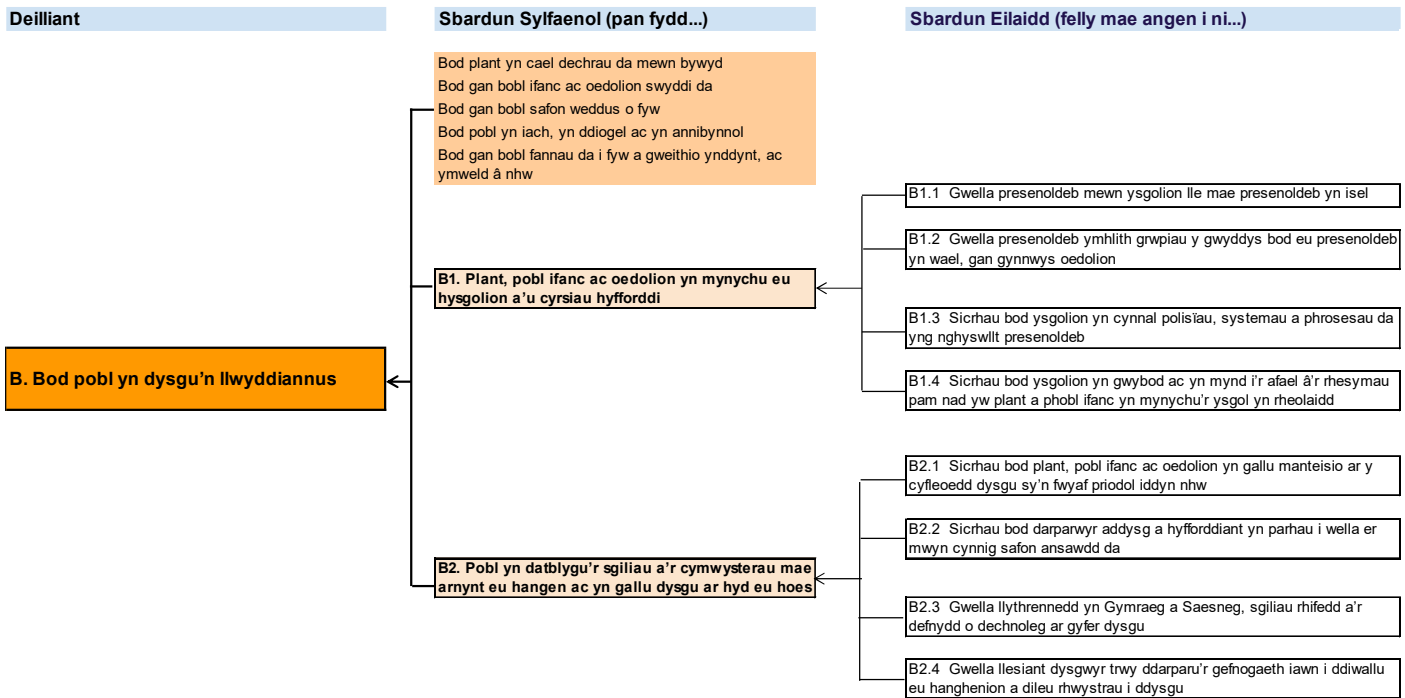 Deilliant
Sbardun Sylfaenol (pan fydd...)
Sbardun Eilaidd (felly mae angen i ni...)
Bod plant yn cael dechrau da mewn bywyd
Bod gan bobl ifanc ac oedolion swyddi da
Bod gan bobl safon weddus o fyw
Bod pobl yn iach, yn ddiogel ac yn annibynnol
Bod gan bobl fannau da i fyw a gweithio ynddynt, ac
ymweld â nhw
B1.1 Gwella presenoldeb mewn ysgolion lle mae presenoldeb yn isel
B1.2 Gwella presenoldeb ymhlith grwpiau y gwyddys bod eu presenoldeb
yn wael, gan gynnwys oedolion
B1. Plant, pobl ifanc ac oedolion yn mynychu eu
hysgolion a'u cyrsiau hyfforddi
B1.3 Sicrhau bod ysgolion yn cynnal polisïau, systemau a phrosesau da
yng nghyswllt presenoldeb
B. Bod pobl yn dysgu'n llwyddiannus
B1.4 Sicrhau bod ysgolion yn gwybod ac yn mynd i'r afael â'r rhesymau
pam nad yw plant a phobl ifanc yn mynychu'r ysgol yn rheolaidd
B2.1 Sicrhau bod plant, pobl ifanc ac oedolion yn gallu manteisio ar y
cyfleoedd dysgu sy'n fwyaf priodol iddyn nhw
B2.2 Sicrhau bod darparwyr addysg a hyfforddiant yn parhau i wella er
mwyn cynnig safon ansawdd da
B2. Pobl yn datblygu'r sgiliau a'r cymwysterau mae
arnynt eu hangen ac yn gallu dysgu ar hyd eu hoes
B2.3 Gwella llythrennedd yn Gymraeg a Saesneg, sgiliau rhifedd a'r
defnydd o dechnoleg ar gyfer dysgu
B2.4 Gwella llesiant dysgwyr trwy ddarparu'r gefnogaeth iawn i ddiwallu
eu hanghenion a dileu rhwystrau i ddysgu